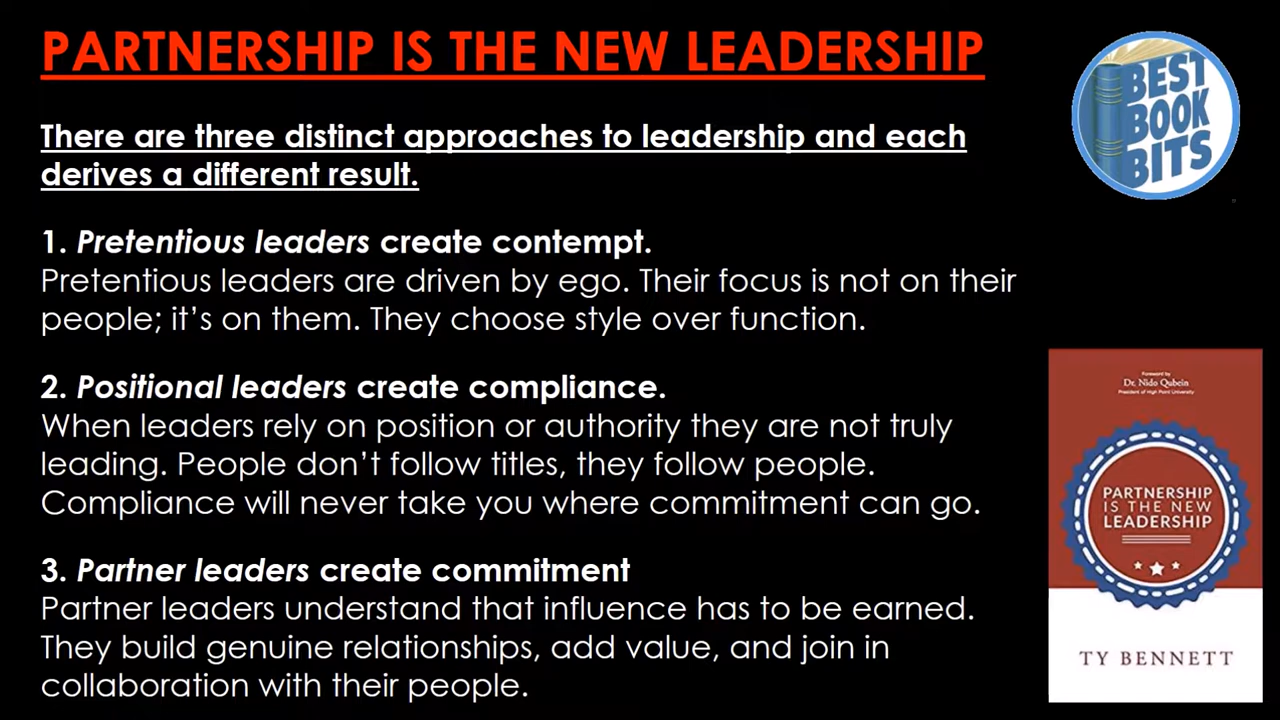 PARTNERSHIP IS THE NEW LEADERSHIP
There are three distinct approaches to leadership and each
derives a different result.
1. Pretentious leaders create contempt.
Pretentious leaders are driven by ego. Their focus is not on their
people; it’s on them. They choose style over function.
2. Positional leaders create compliance.
When leaders rely on position or authority they are not truly
leading. People don’t follow titles, they follow people.
Compliance will never take you where commitment can go.
3. Partner leaders create commitment
Partner leaders understand that influence has to be earned.
They build genuine relationships, add value, and join in
collaboration with their people.
BEST
BOOK
BITS
Foreword by
Dr. Nido Qubein
President of High Point University
PARTNERSHIP
IS THE NEW
LEADERSHIP
TY BENNETT